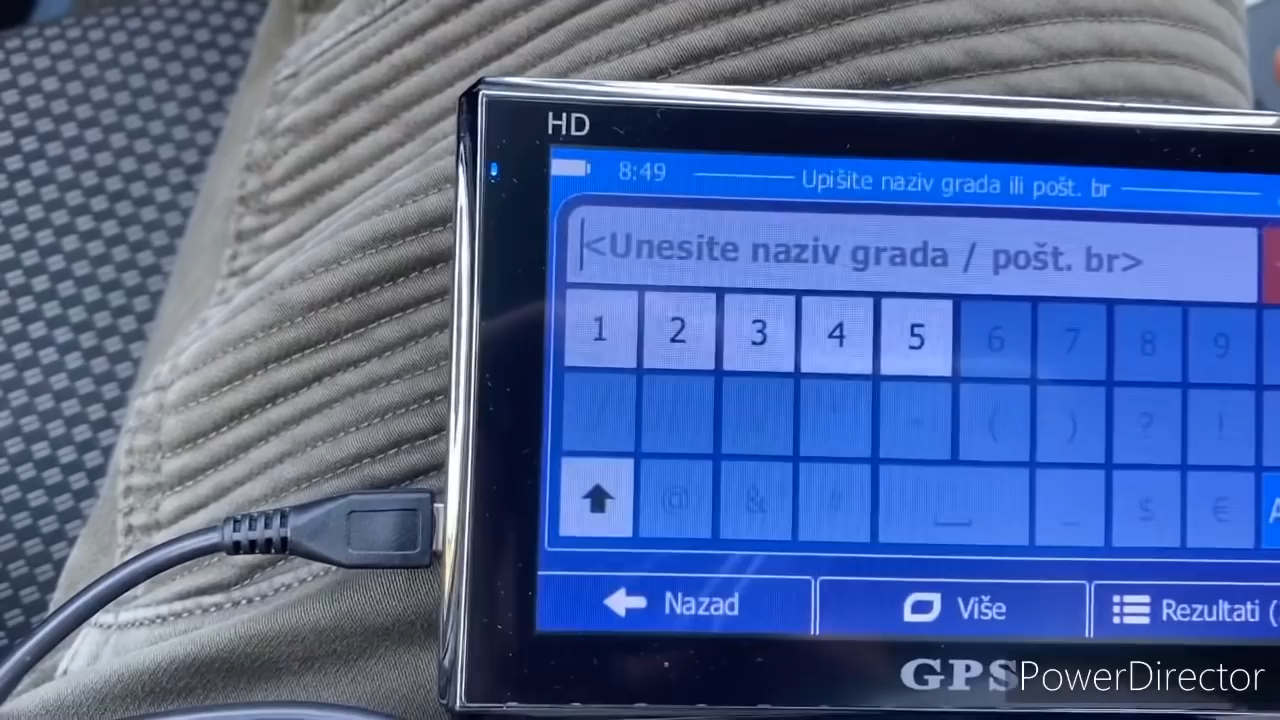 HD
8:49 Upišite naziv grada ili pošt. br
<Unesite naziv grada / pošt. br>
1 2 3 4 5 6 7 8 9
/ ' - ( ) ? !
@ & # _ $ €
Nazad Više Rezultati (
GPS
PowerDirector